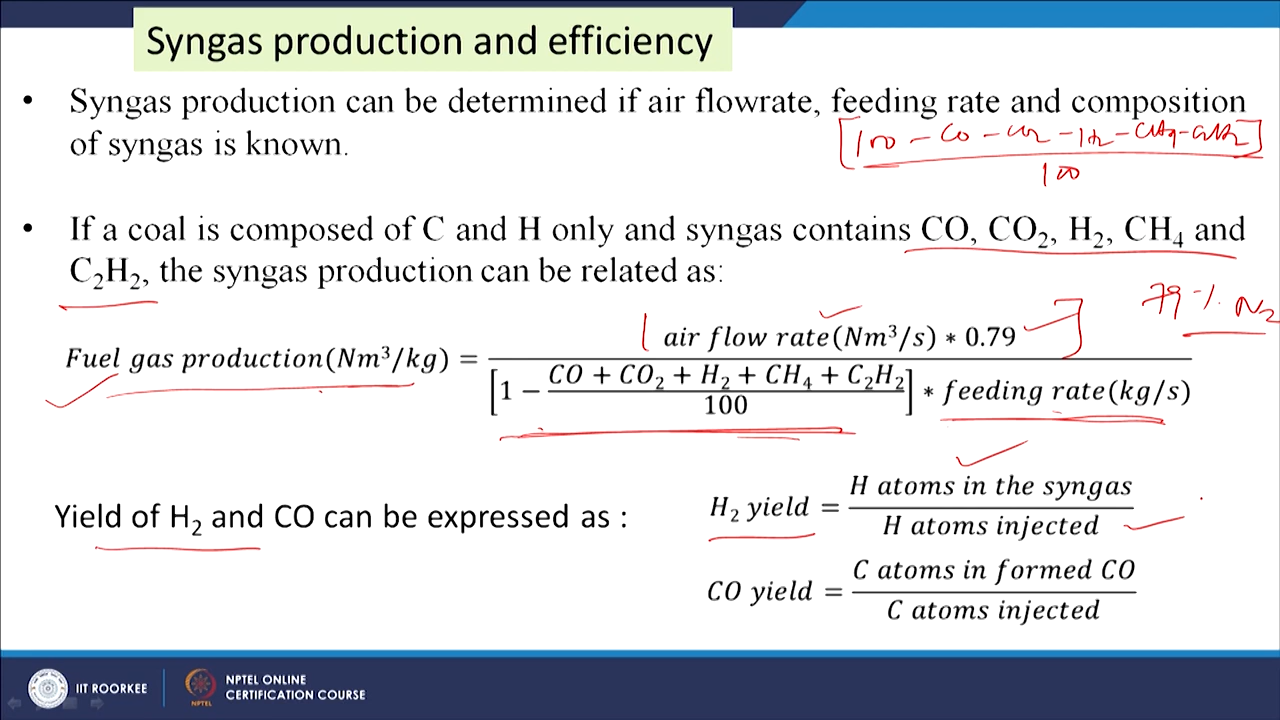 Syngas production and efficiency
• Syngas production can be determined if air flowrate, feeding rate and composition
of syngas is known.
[100 - CO - CO2 - H2 - CH4 - C2H2]
100
• If a coal is composed of C and H only and syngas contains CO, CO₂, H₂, CH₄ and
C₂H₂, the syngas production can be related as:
79 % N2
air flow rate(Nm³/s) * 0.79
Fuel gas production(Nm³/kg) =
[1 − (CO + CO₂ + H₂ + CH₄ + C₂H₂)/100] * feeding rate(kg/s)
Yield of H₂ and CO can be expressed as :
H₂ yield = H atoms in the syngas / H atoms injected
CO yield = C atoms in formed CO / C atoms injected
IIT ROORKEE
NPTEL
NPTEL ONLINE
CERTIFICATION COURSE